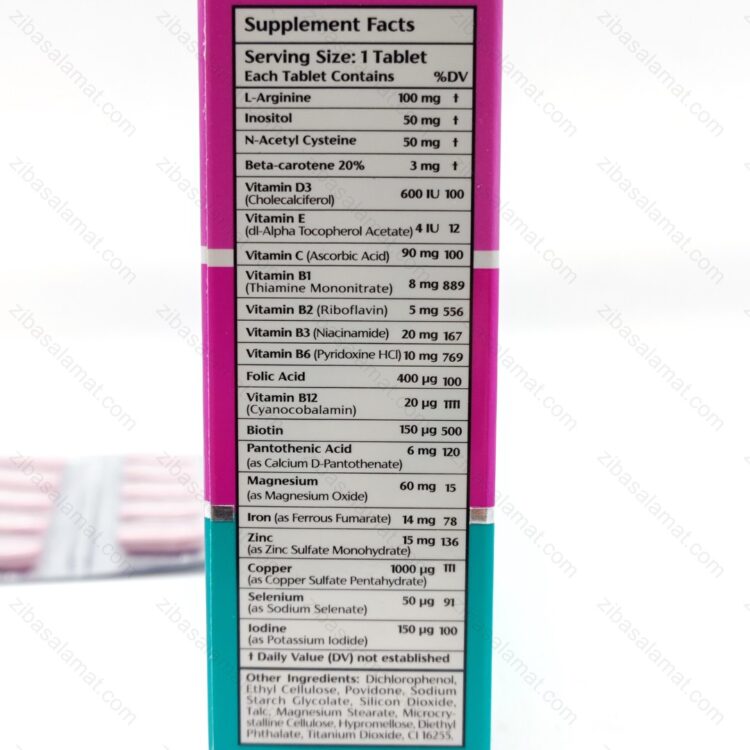 Supplement Facts
Serving Size: 1 Tablet
Each Tablet Contains %DV
L-Arginine 100 mg †
Inositol 50 mg †
N-Acetyl Cysteine 50 mg †
Beta-carotene 20% 3 mg †
Vitamin D3
(Cholecalciferol) 600 IU 100
Vitamin E
(dl-Alpha Tocopherol Acetate) 4 IU 12
Vitamin C (Ascorbic Acid) 90 mg 100
Vitamin B1
(Thiamine Mononitrate) 8 mg 889
Vitamin B2 (Riboflavin) 5 mg 556
Vitamin B3 (Niacinamide) 20 mg 167
Vitamin B6 (Pyridoxine HCl) 10 mg 769
Folic Acid 400 µg 100
Vitamin B12
(Cyanocobalamin) 20 µg 1111
Biotin 150 µg 500
Pantothenic Acid 6 mg 120
(as Calcium D-Pantothenate)
Magnesium 60 mg 15
(as Magnesium Oxide)
Iron (as Ferrous Fumarate) 14 mg 78
Zinc 15 mg 136
(as Zinc Sulfate Monohydrate)
Copper 1000 µg 111
(as Copper Sulfate Pentahydrate)
Selenium 50 µg 91
(as Sodium Selenate)
Iodine 150 µg 100
(as Potassium Iodide)
† Daily Value (DV) not established
Other Ingredients: Dichlorophenol,
Ethyl Cellulose, Povidone, Sodium
Starch Glycolate, Silicon Dioxide,
Talc, Magnesium Stearate, Microcry-
stalline Cellulose, Hypromellose, Diethyl
Phthalate, Titanium Dioxide, CI 16255.
zibasalamat.com